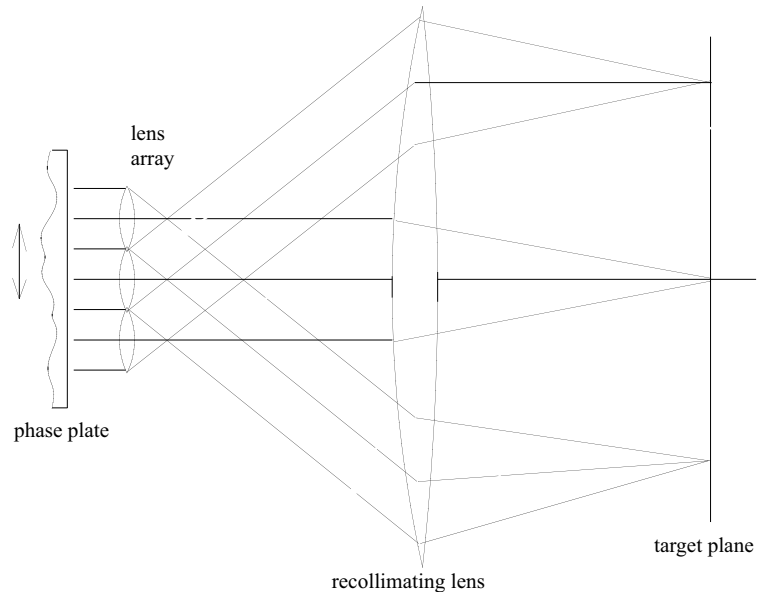 lens
array
phase plate
target plane
recollimating lens